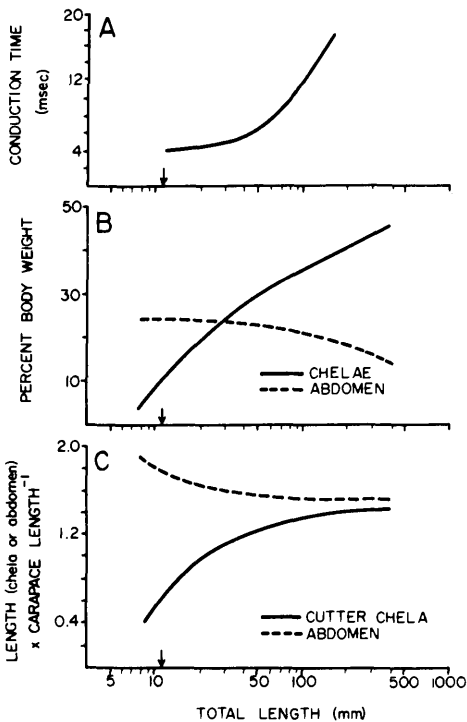 A
CONDUCTION TIME
(msec)
20
12
4
B
PERCENT BODY WEIGHT
50
30
10
CHELAE
ABDOMEN
C
LENGTH (chela or abdomen)
x CARAPACE LENGTH⁻¹
2.0
1.2
0.4
CUTTER CHELA
ABDOMEN
5 10 50 100 500 1000
TOTAL LENGTH (mm)